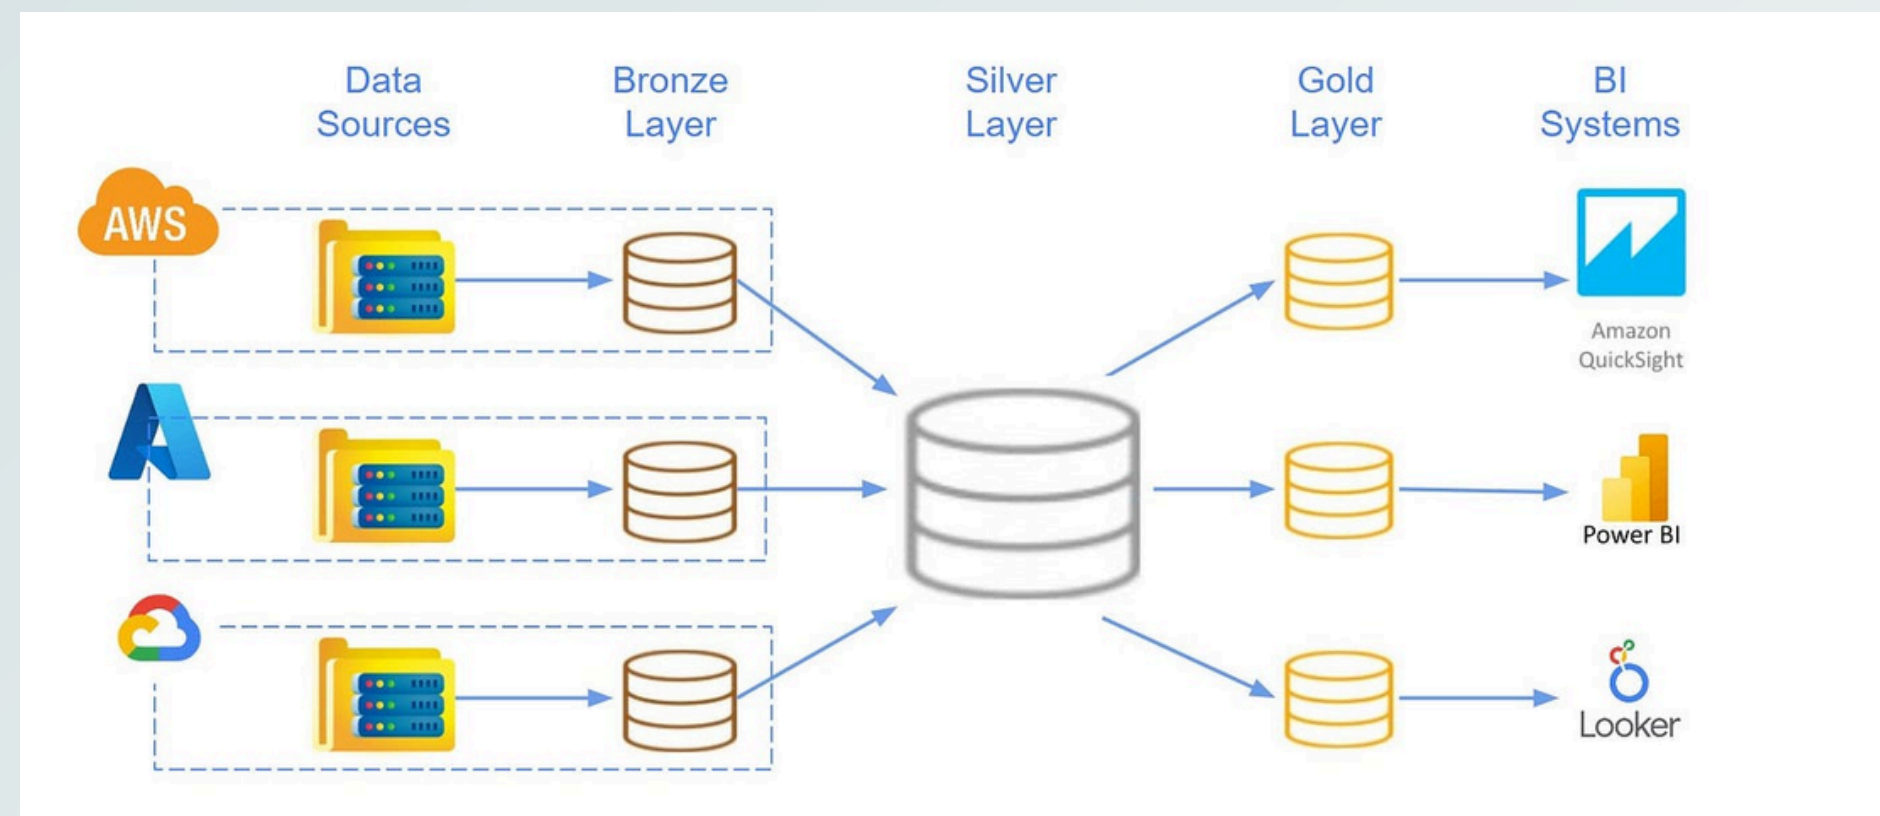 Data
Sources
Bronze
Layer
Silver
Layer
Gold
Layer
BI
Systems
AWS
Amazon
QuickSight
Power BI
Looker